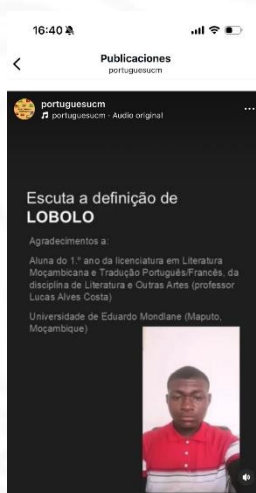 16:40
Publicaciones
portuguesucm
portuguesucm
portuguesucm · Audio original
Escuta a definição de
LOBOLO
Agradecimentos a:
Aluna do 1.º ano da licenciatura em Literatura
Moçambicana e Tradução Português/Francês, da
disciplina de Literatura e Outras Artes (professor
Lucas Alves Costa)
Universidade de Eduardo Mondlane (Maputo,
Moçambique)